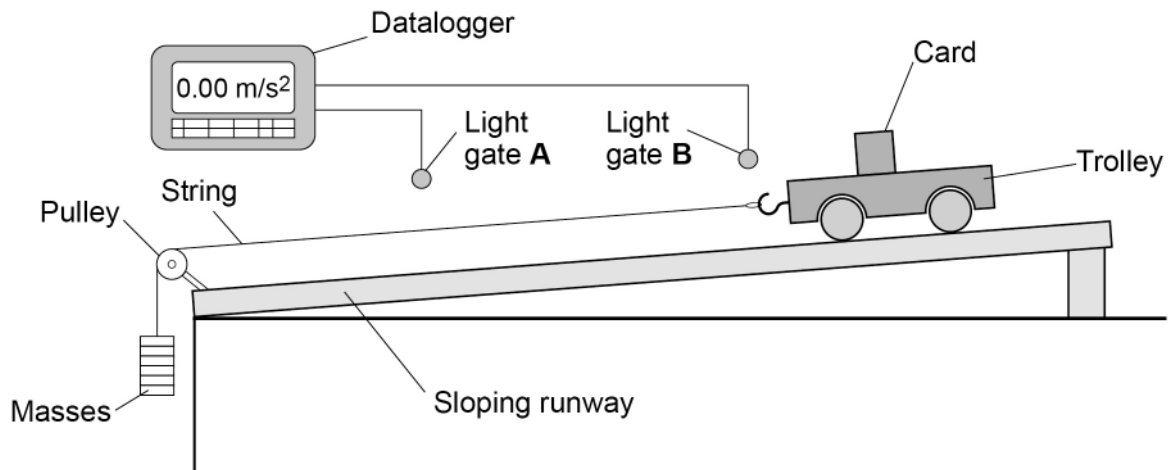 Datalogger
0.00 m/s²
Card
Light
gate A
Light
gate B
Trolley
String
Pulley
Masses
Sloping runway